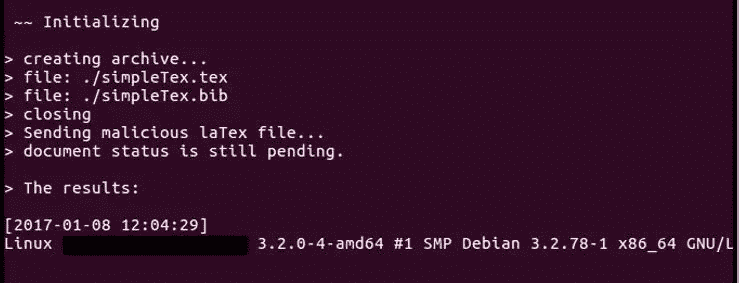 ~~ Initializing
> creating archive...
> file: ./simpleTex.tex
> file: ./simpleTex.bib
> closing
> Sending malicious laTex file...
> document status is still pending.
> The results:
[2017-01-08 12:04:29]
Linux 3.2.0-4-amd64 #1 SMP Debian 3.2.78-1 x86_64 GNU/L